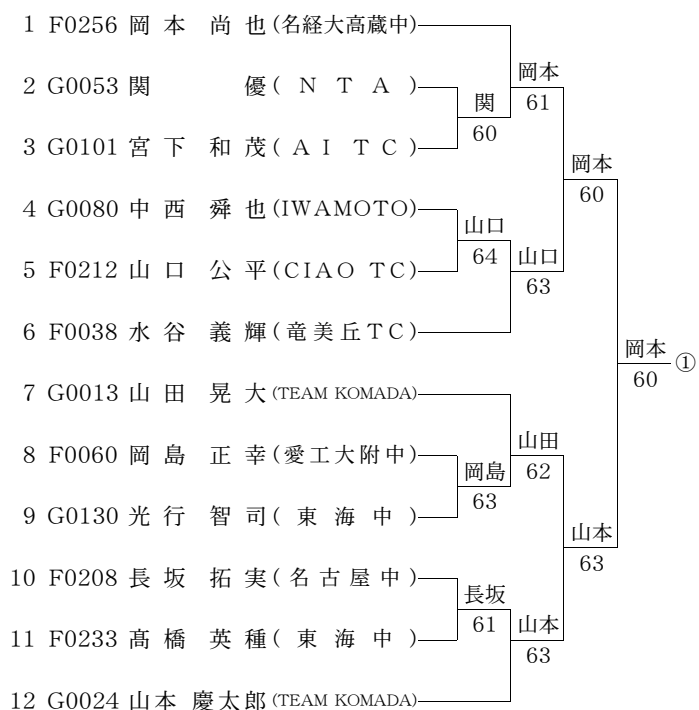 1 F0256 岡本 尚也(名経大高蔵中)
岡本
2 G0053 関 優(NTA)
関
61
60
3 G0101 宮下 和茂(AITC)
岡本
60
4 G0080 中西 舜也(IWAMOTO)
山口
64
山口
5 F0212 山口 公平(CIAO TC)
63
6 F0038 水谷 義輝(竜美丘TC)
岡本
①
60
7 G0013 山田 晃大(TEAM KOMADA)
山田
8 F0060 岡島 正幸(愛工大附中)
岡島
62
63
9 G0130 光行 智司(東海中)
山本
63
10 F0208 長坂 拓実(名古屋中)
長坂
61
山本
11 F0233 髙橋 英種(東海中)
63
12 G0024 山本 慶太郎(TEAM KOMADA)